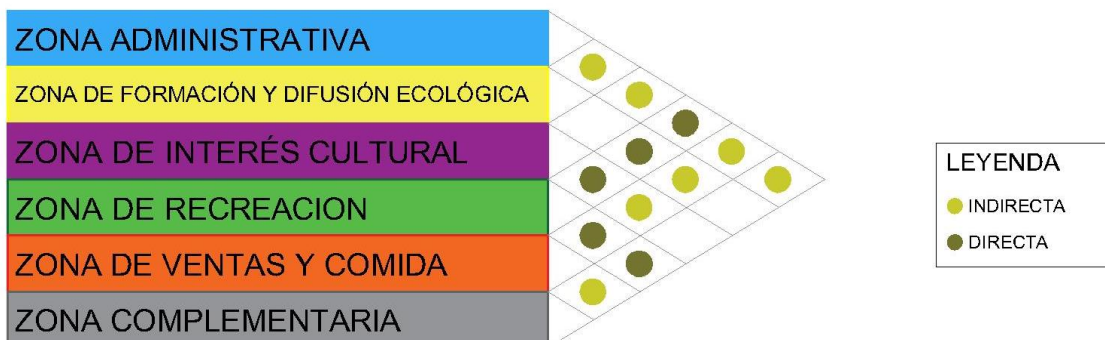 ZONA ADMINISTRATIVA
ZONA DE FORMACIÓN Y DIFUSIÓN ECOLÓGICA
ZONA DE INTERÉS CULTURAL
ZONA DE RECREACION
ZONA DE VENTAS Y COMIDA
ZONA COMPLEMENTARIA
LEYENDA
INDIRECTA
DIRECTA